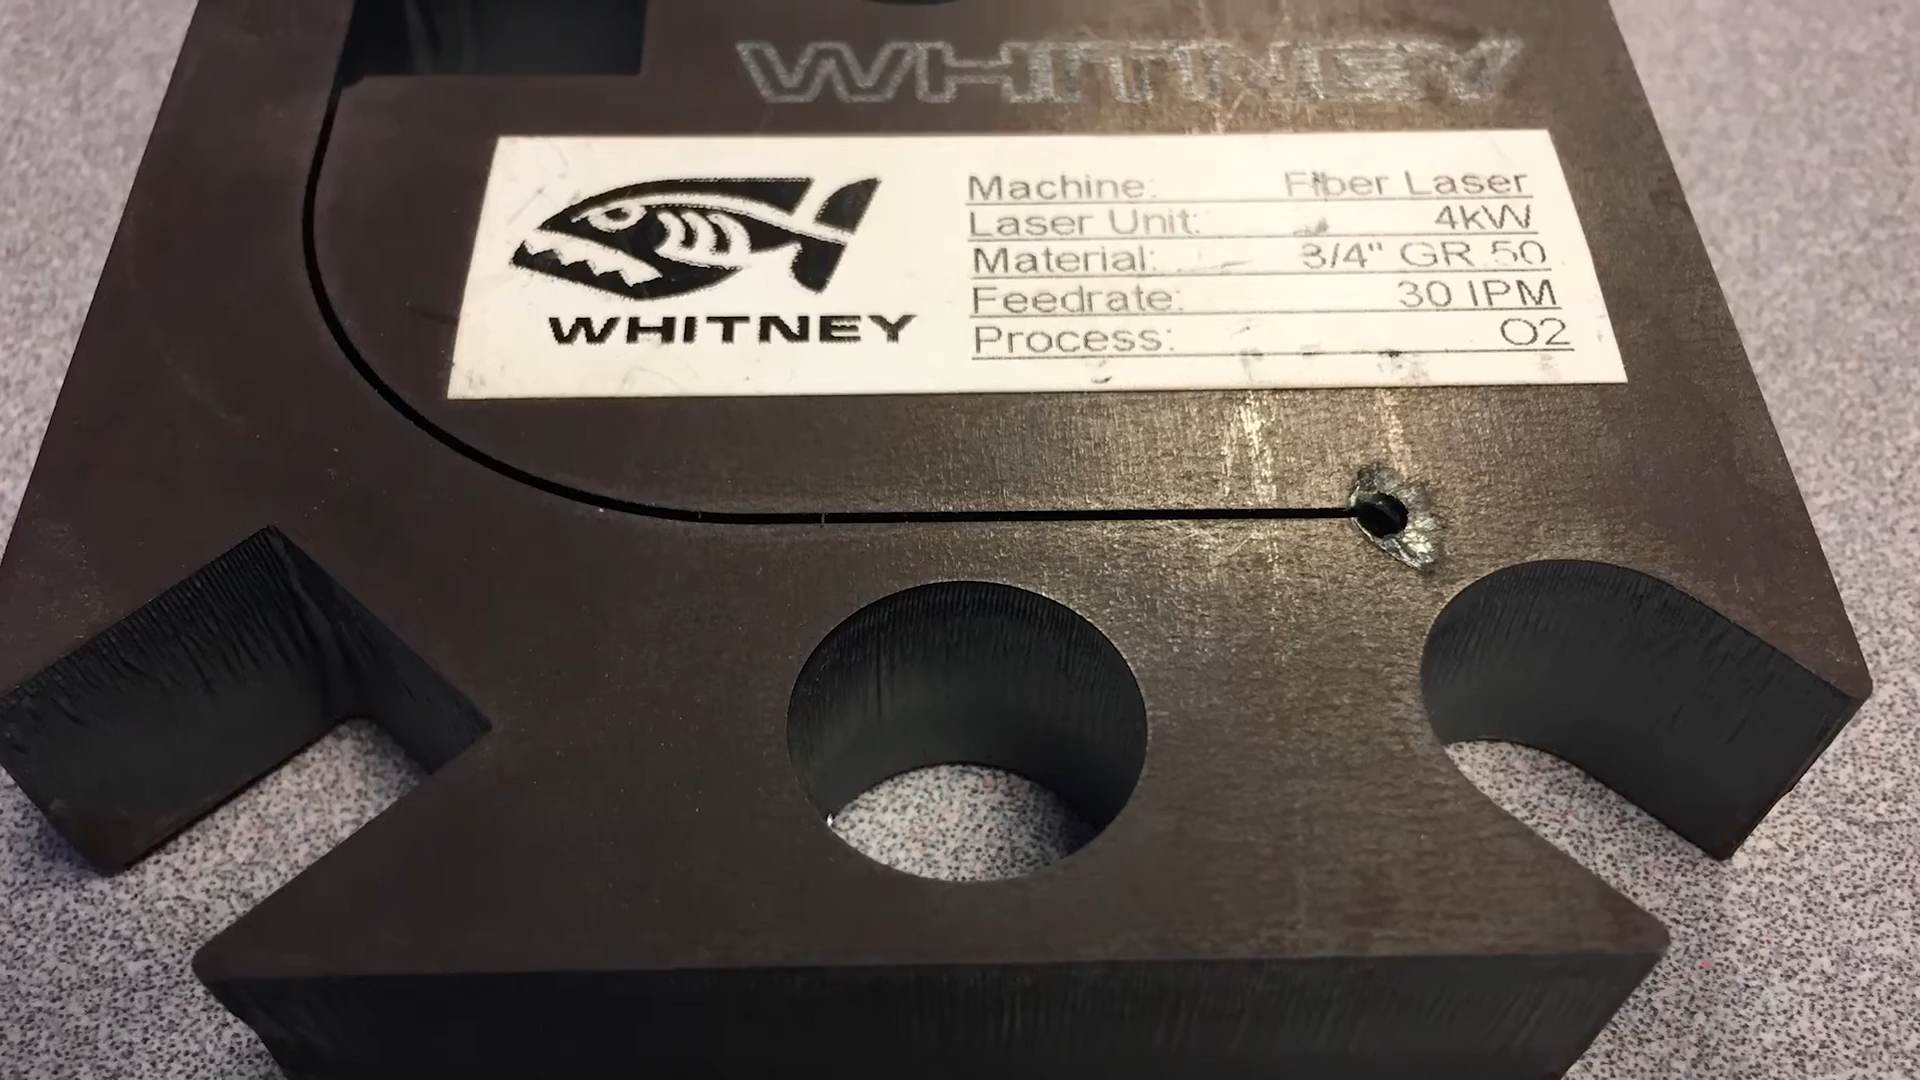 WHITNEY
WHITNEY
Machine: Fiber Laser
Laser Unit: 4kW
Material: 3/4" GR 50
Feedrate: 30 IPM
Process: O2